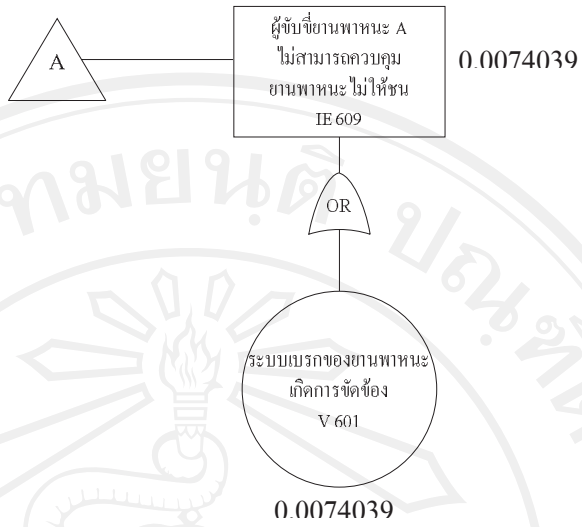 A
ผู้ขับขี่ยานพาหนะ A
ไม่สามารถควบคุม
ยานพาหนะ ไม่ให้ชน
IE 609
0.0074039
OR
ระบบเบรกของยานพาหนะ
เกิดการขัดข้อง
V 601
0.0074039